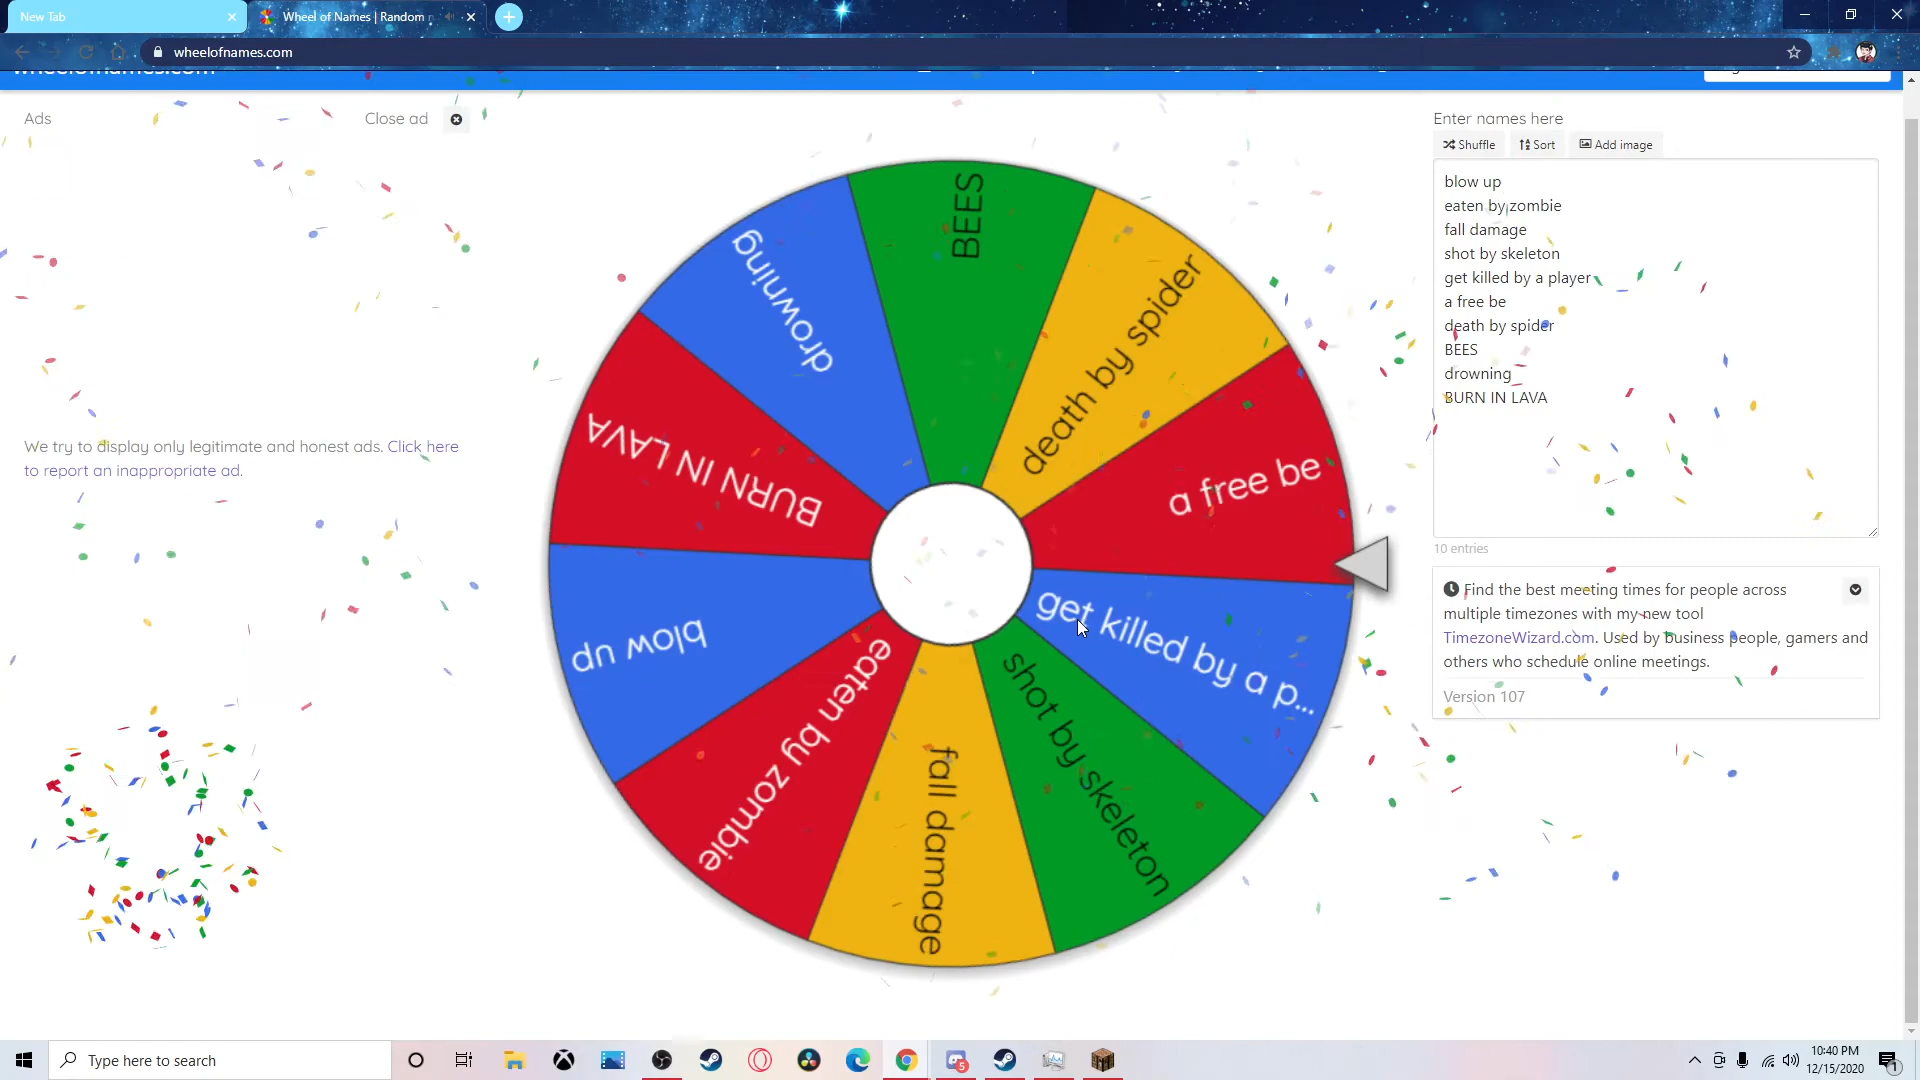 New Tab
Wheel of Names | Random
wheelofnames.com
Ads
Close ad
Enter names here
Shuffle
Sort
Add image
blow up
eaten by zombie
fall damage
shot by skeleton
get killed by a player
a free be
death by spider
BEES
drowning
BURN IN LAVA
10 entries
We try to display only legitimate and honest ads. Click here
to report an inappropriate ad.
BEES
death by spider
a free be
get killed by a p...
shot by skeleton
fall damage
eaten by zombie
blow up
BURN IN LAVA
drowning
Find the best meeting times for people across
multiple timezones with my new tool
TimezoneWizard.com. Used by business people, gamers and
others who schedule online meetings.
Version 107
Type here to search
5
10:40 PM
12/15/2020
1